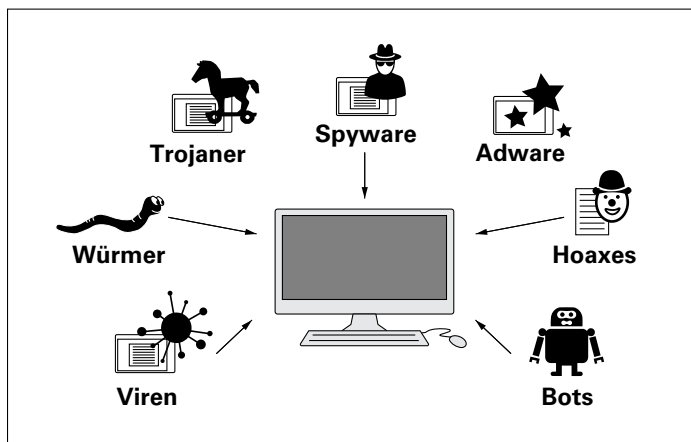 Trojaner
Spyware
Adware
Würmer
Hoaxes
Viren
Bots